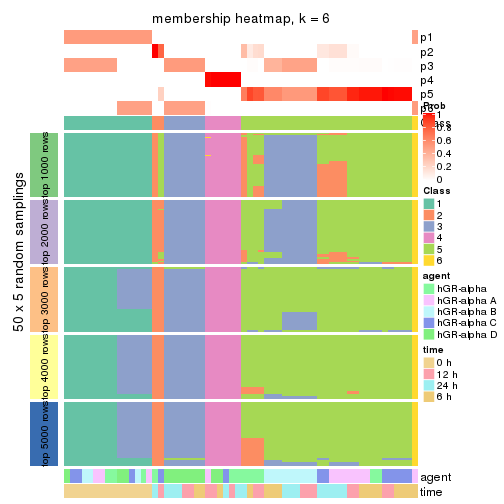 membership heatmap, k = 6
p1
p2
p3
p4
p5
p6
Class
50 x 5 random samplings
top 1000 rows
top 2000 rows
top 3000 rows
top 4000 rows
top 5000 rows
agent
time
Prob
1
0.8
0.6
0.4
0.2
0
Class
1
2
3
4
5
6
agent
hGR-alpha
hGR-alpha A
hGR-alpha B
hGR-alpha C
hGR-alpha D
time
0 h
12 h
24 h
6 h